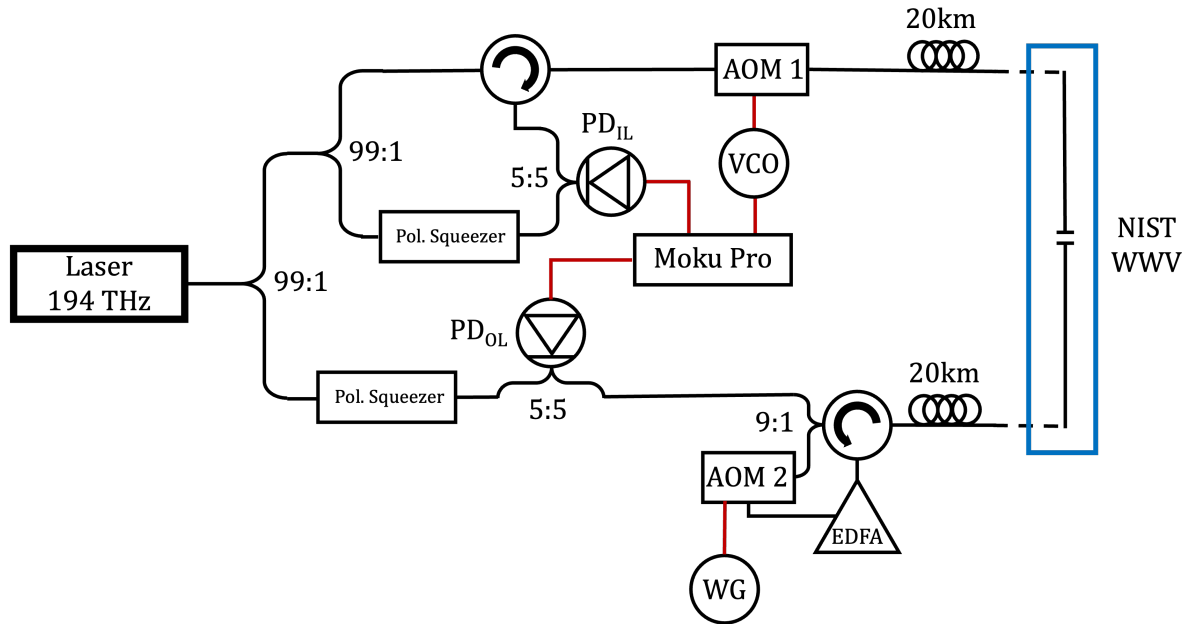 20km
AOM 1
PD_IL
99:1
VCO
5:5
Pol. Squeezer
NIST
WWV
Moku Pro
Laser
194 THz
99:1
PD_OL
20km
Pol. Squeezer
5:5
9:1
AOM 2
EDFA
WG